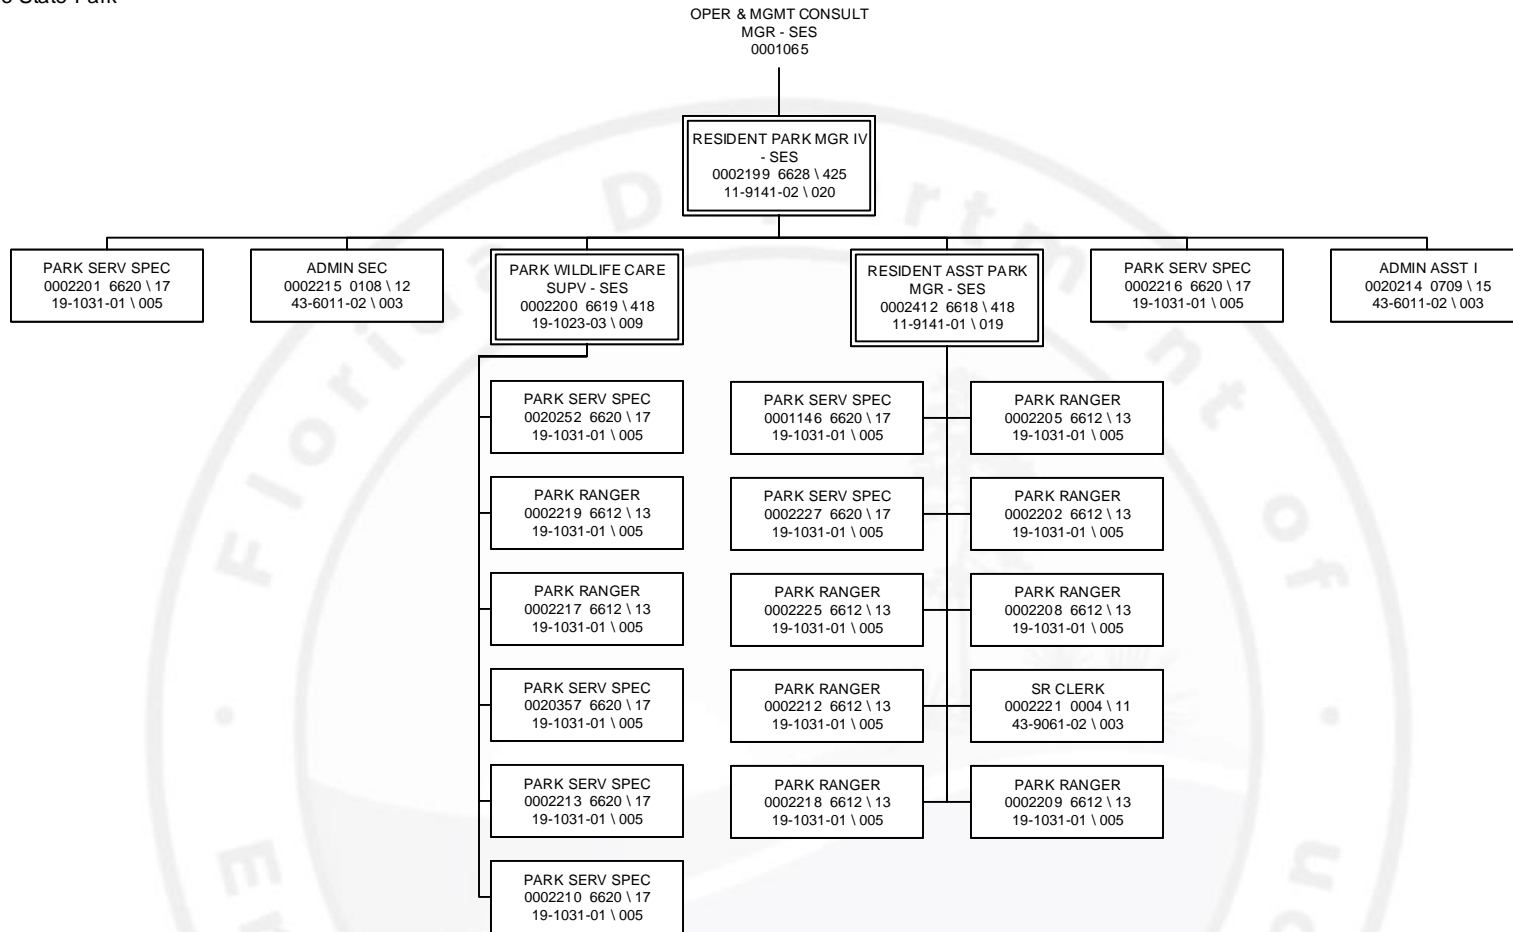 State Park
OPER & MGMT CONSULT
MGR - SES
0001065
RESIDENT PARK MGR IV
- SES
0002199 6628 \ 425
11-9141-02 \ 020
PARK SERV SPEC
0002201 6620 \ 17
19-1031-01 \ 005
ADMIN SEC
0002215 0108 \ 12
43-6011-02 \ 003
PARK WILDLIFE CARE
SUPV - SES
0002200 6619 \ 418
19-1023-03 \ 009
RESIDENT ASST PARK
MGR - SES
0002412 6618 \ 418
11-9141-01 \ 019
PARK SERV SPEC
0002216 6620 \ 17
19-1031-01 \ 005
ADMIN ASST I
0020214 0709 \ 15
43-6011-02 \ 003
PARK SERV SPEC
0020252 6620 \ 17
19-1031-01 \ 005
PARK RANGER
0002219 6612 \ 13
19-1031-01 \ 005
PARK RANGER
0002217 6612 \ 13
19-1031-01 \ 005
PARK SERV SPEC
0020357 6620 \ 17
19-1031-01 \ 005
PARK SERV SPEC
0002213 6620 \ 17
19-1031-01 \ 005
PARK SERV SPEC
0002210 6620 \ 17
19-1031-01 \ 005
PARK SERV SPEC
0001146 6620 \ 17
19-1031-01 \ 005
PARK SERV SPEC
0002227 6620 \ 17
19-1031-01 \ 005
PARK RANGER
0002225 6612 \ 13
19-1031-01 \ 005
PARK RANGER
0002212 6612 \ 13
19-1031-01 \ 005
PARK RANGER
0002218 6612 \ 13
19-1031-01 \ 005
PARK RANGER
0002205 6612 \ 13
19-1031-01 \ 005
PARK RANGER
0002202 6612 \ 13
19-1031-01 \ 005
PARK RANGER
0002208 6612 \ 13
19-1031-01 \ 005
SR CLERK
0002221 0004 \ 11
43-9061-02 \ 003
PARK RANGER
0002209 6612 \ 13
19-1031-01 \ 005
Florida
of